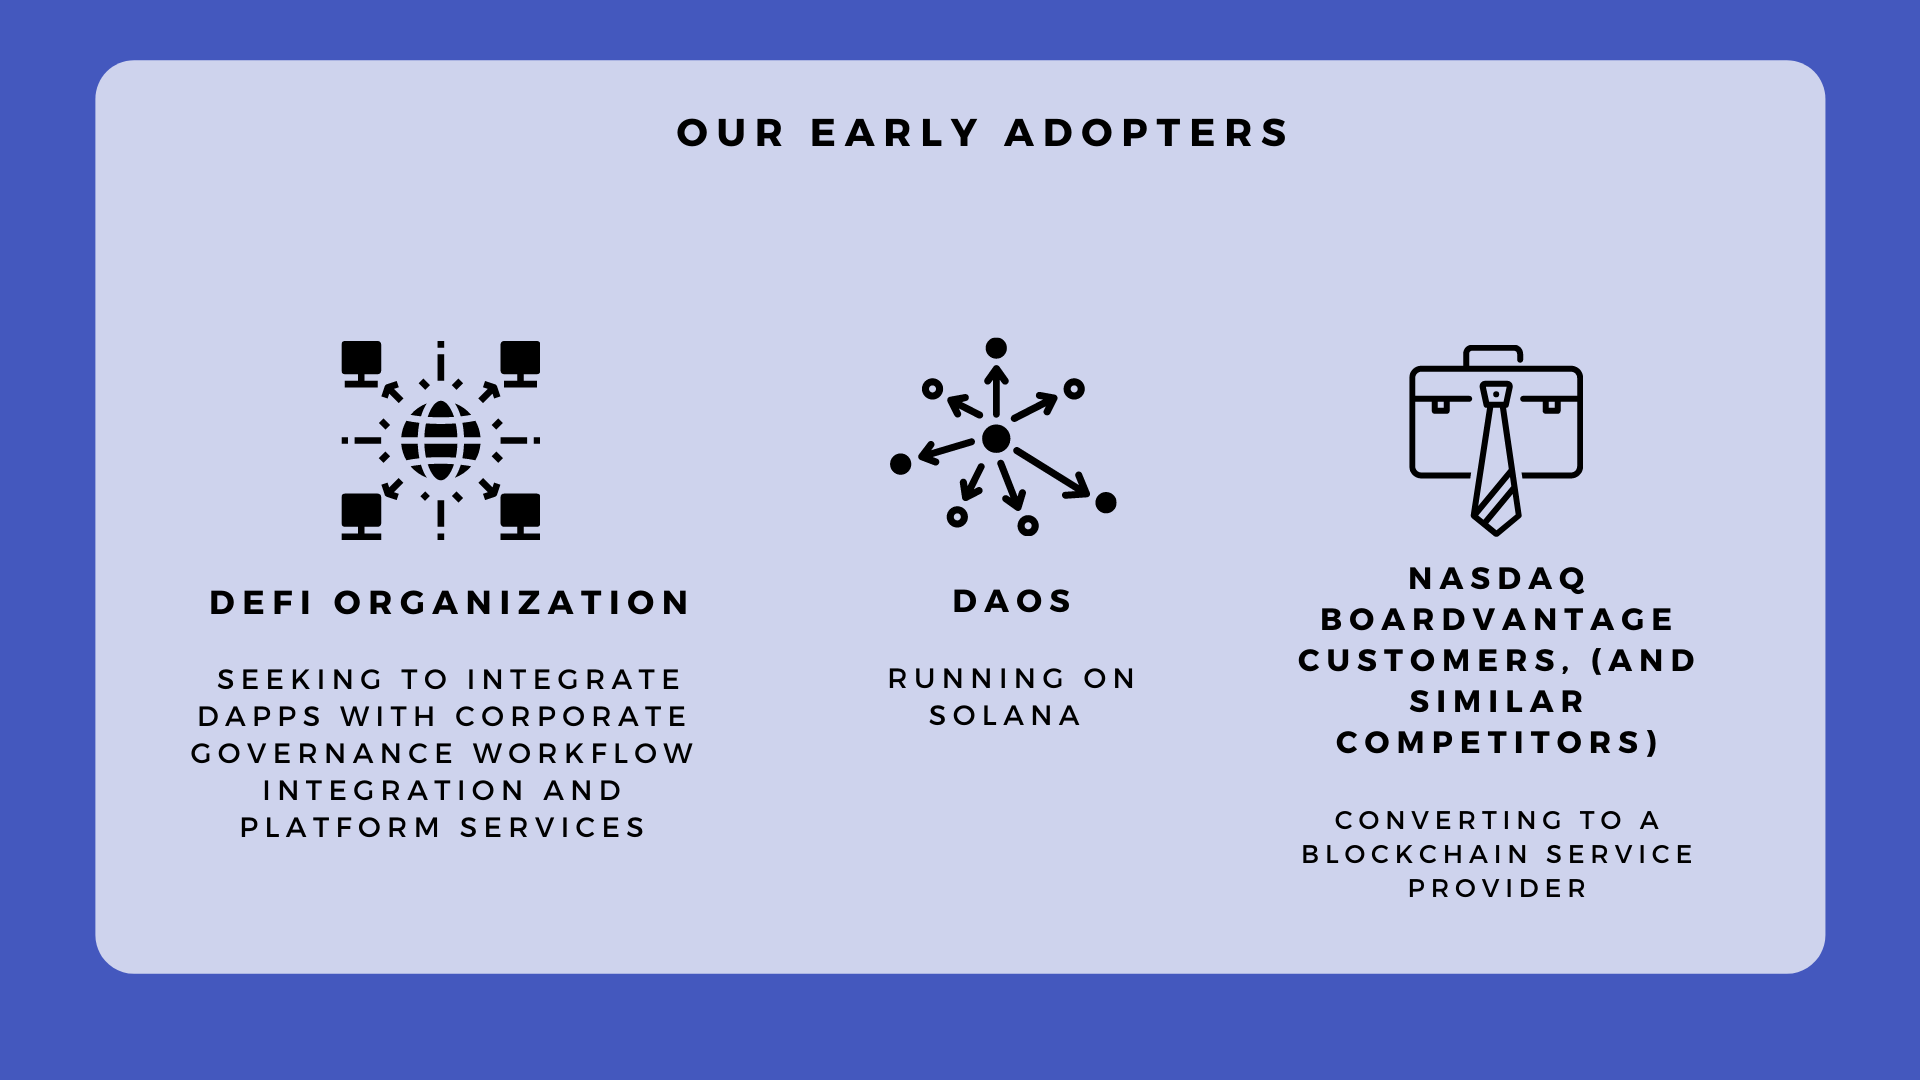 OUR EARLY ADOPTERS
DEFI ORGANIZATION
SEEKING TO INTEGRATE
DAPPS WITH CORPORATE
GOVERNANCE WORKFLOW
INTEGRATION AND
PLATFORM SERVICES
DAOS
RUNNING ON
SOLANA
NASDAQ
BOARDVANTAGE
CUSTOMERS, (AND
SIMILAR
COMPETITORS)
CONVERTING TO A
BLOCKCHAIN SERVICE
PROVIDER